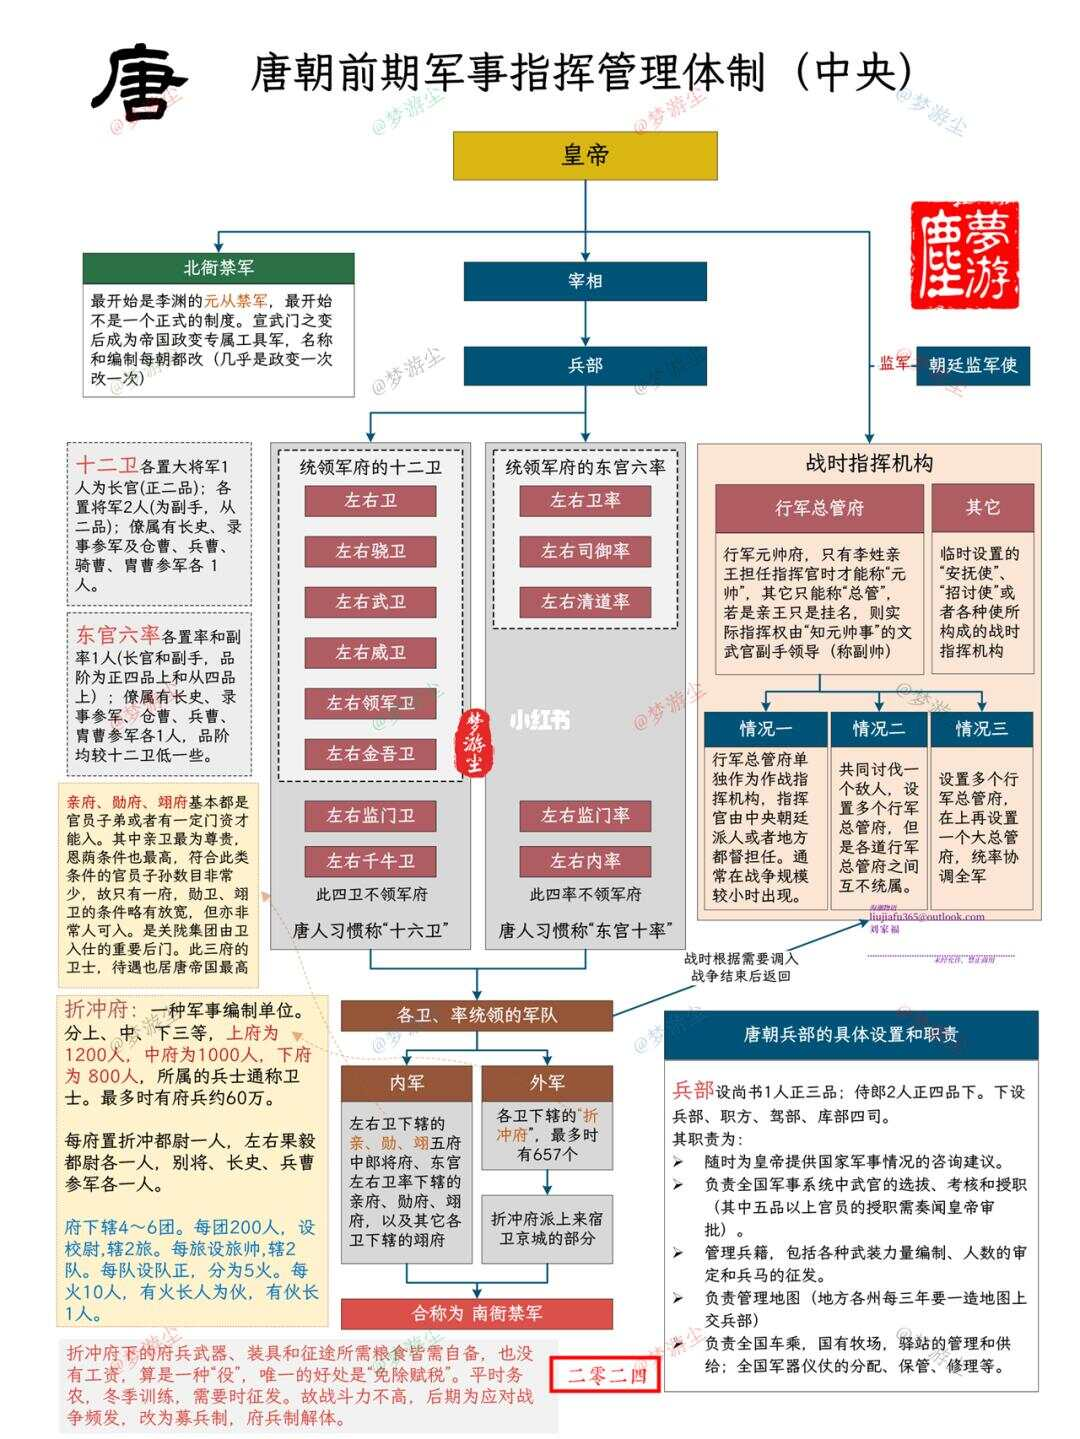 唐
唐朝前期军事指挥管理体制（中央）
皇帝
夢游塵
北衙禁军
最开始是李渊的元从禁军，最开始
不是一个正式的制度。宣武门之变
后成为帝国政变专属工具军，名称
和编制每朝都改（几乎是政变一次
改一次）
宰相
兵部
监军
朝廷监军使
十二卫各置大将军1
人为长官(正二品)；各
置将军2人(为副手，从
二品)；僚属有长史、录
事参军及仓曹、兵曹、
骑曹、胄曹参军各 1
人。
东宫六率各置率和副
率1人(长官和副手，品
阶为正四品上和从四品
上）；僚属有长史、录
事参军、仓曹、兵曹、
胄曹参军各1人，品阶
均较十二卫低一些。
亲府、勋府、翊府基本都是
官员子弟或者有一定门资才
能入。其中亲卫最为尊贵，
恩荫条件也最高，符合此类
条件的官员子孙数目非常
少，故只有一府，勋卫、翊
卫的条件略有放宽，但亦非
常人可入。是关陇集团由卫
入仕的重要后门。此三府的
卫士，待遇也居唐帝国最高
折冲府：一种军事编制单位。
分上、中、下三等，上府为
1200人，中府为1000人，下府
为 800人，所属的兵士通称卫
士。最多时有府兵约60万。
每府置折冲都尉一人，左右果毅
都尉各一人，别将、长史、兵曹
参军各一人。
府下辖4～6团。每团200人，设
校尉,辖2旅。每旅设旅帅,辖2
队。每队设队正，分为5火。每
火10人，有火长人为伙，有伙长
1人。
统领军府的十二卫
左右卫
左右骁卫
左右武卫
左右威卫
左右领军卫
左右金吾卫
左右监门卫
左右千牛卫
此四卫不领军府
唐人习惯称“十六卫”
统领军府的东宫六率
左右卫率
左右司御率
左右清道率
小红书
梦游尘
左右监门率
左右内率
此四率不领军府
唐人习惯称“东宫十率”
战时指挥机构
行军总管府
行军元帅府，只有李姓亲
王担任指挥官时才能称“元
帅”，其它只能称“总管”，
若是亲王只是挂名，则实
际指挥权由“知元帅事”的文
武官副手领导（称副帅）
其它
临时设置的
“安抚使”、
“招讨使”或
者各种使所
构成的战时
指挥机构
情况一
行军总管府单
独作为作战指
挥机构，指挥
官由中央朝廷
派人或者地方
都督担任。通
常在战争规模
较小时出现。
情况二
共同讨伐一
个敌人，设
置多个行军
总管府，但
是各道行军
总管府之间
互不统属。
情况三
设置多个行
军总管府，
在上再设置
一个大总管
府，统率协
调全军
liujiafu365@outlook.com
刘家福
未经允许，禁止商用
战时根据需要调入
战争结束后返回
各卫、率统领的军队
内军
左右卫下辖的
亲、勋、翊五府
中郎将府、东宫
左右卫率下辖的
亲府、勋府、翊
府，以及其它各
卫下辖的翊府
外军
各卫下辖的“折
冲府”，最多时
有657个
折冲府派上来宿
卫京城的部分
合称为 南衙禁军
唐朝兵部的具体设置和职责
兵部设尚书1人正三品；侍郎2人正四品下。下设
兵部、职方、驾部、库部四司。
其职责为：
➢ 随时为皇帝提供国家军事情况的咨询建议。
➢ 负责全国军事系统中武官的选拔、考核和授职
（其中五品以上官员的授职需奏闻皇帝审
批）。
➢ 管理兵籍，包括各种武装力量编制、人数的审
定和兵马的征发。
➢ 负责管理地图（地方各州每三年要一造地图上
交兵部）
➢ 负责全国车乘，国有牧场，驿站的管理和供
给；全国军器仪仗的分配、保管、修理等。
折冲府下的府兵武器、装具和征途所需粮食皆需自备，也没
有工资，算是一种“役”，唯一的好处是“免除赋税”。平时务
农，冬季训练，需要时征发。故战斗力不高，后期为应对战
争频发，改为募兵制，府兵制解体。
二零二四
@梦游尘